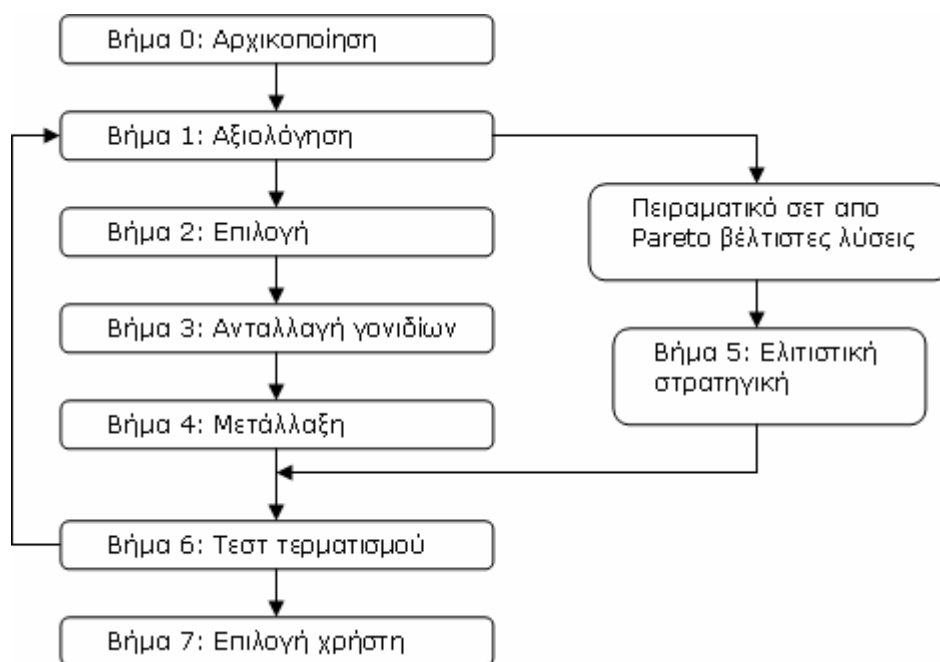 Βήμα 0: Αρχικοποίηση
Βήμα 1: Αξιολόγηση
Βήμα 2: Επιλογή
Βήμα 3: Ανταλλαγή γονιδίων
Βήμα 4: Μετάλλαξη
Πειραματικό σετ απο
Pareto βέλτιστες λύσεις
Βήμα 5: Ελιτιστική
στρατηγική
Βήμα 6: Τεστ τερματισμού
Βήμα 7: Επιλογή χρήστη